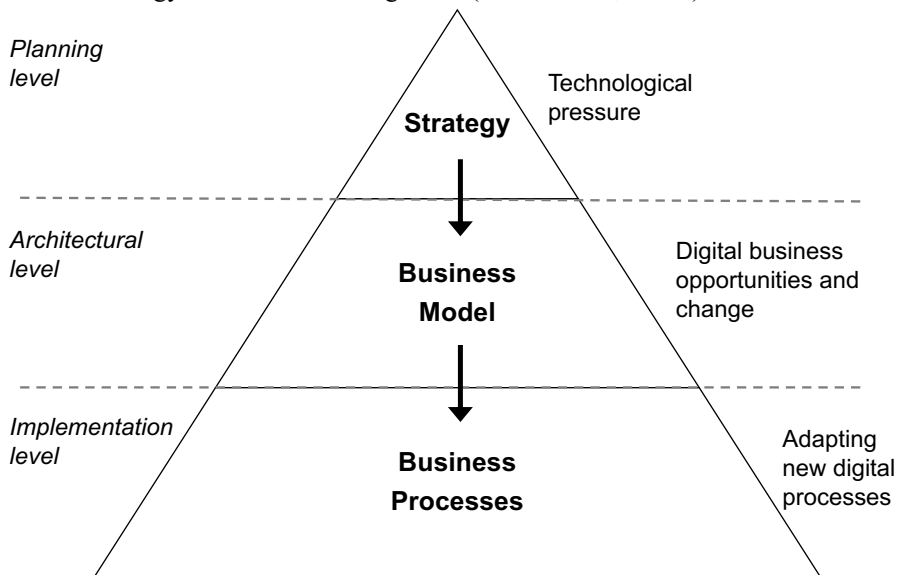 Planning
level
Technological
pressure
Strategy
Architectural
level
Digital business
opportunities and
change
Business
Model
Implementation
level
Adapting
new digital
processes
Business
Processes